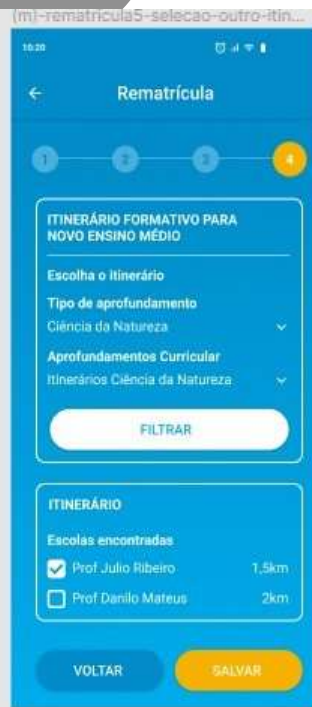 (m)-rematricula5-selecao-outro-itin...
10:20
Rematrícula
1 2 3 4
ITINERÁRIO FORMATIVO PARA
NOVO ENSINO MÉDIO
Escolha o itinerário
Tipo de aprofundamento
Ciência da Natureza
Aprofundamentos Curricular
Itinerários Ciência da Natureza
FILTRAR
ITINERÁRIO
Escolas encontradas
Prof Julio Ribeiro 1,5km
Prof Danilo Mateus 2km
VOLTAR SALVAR